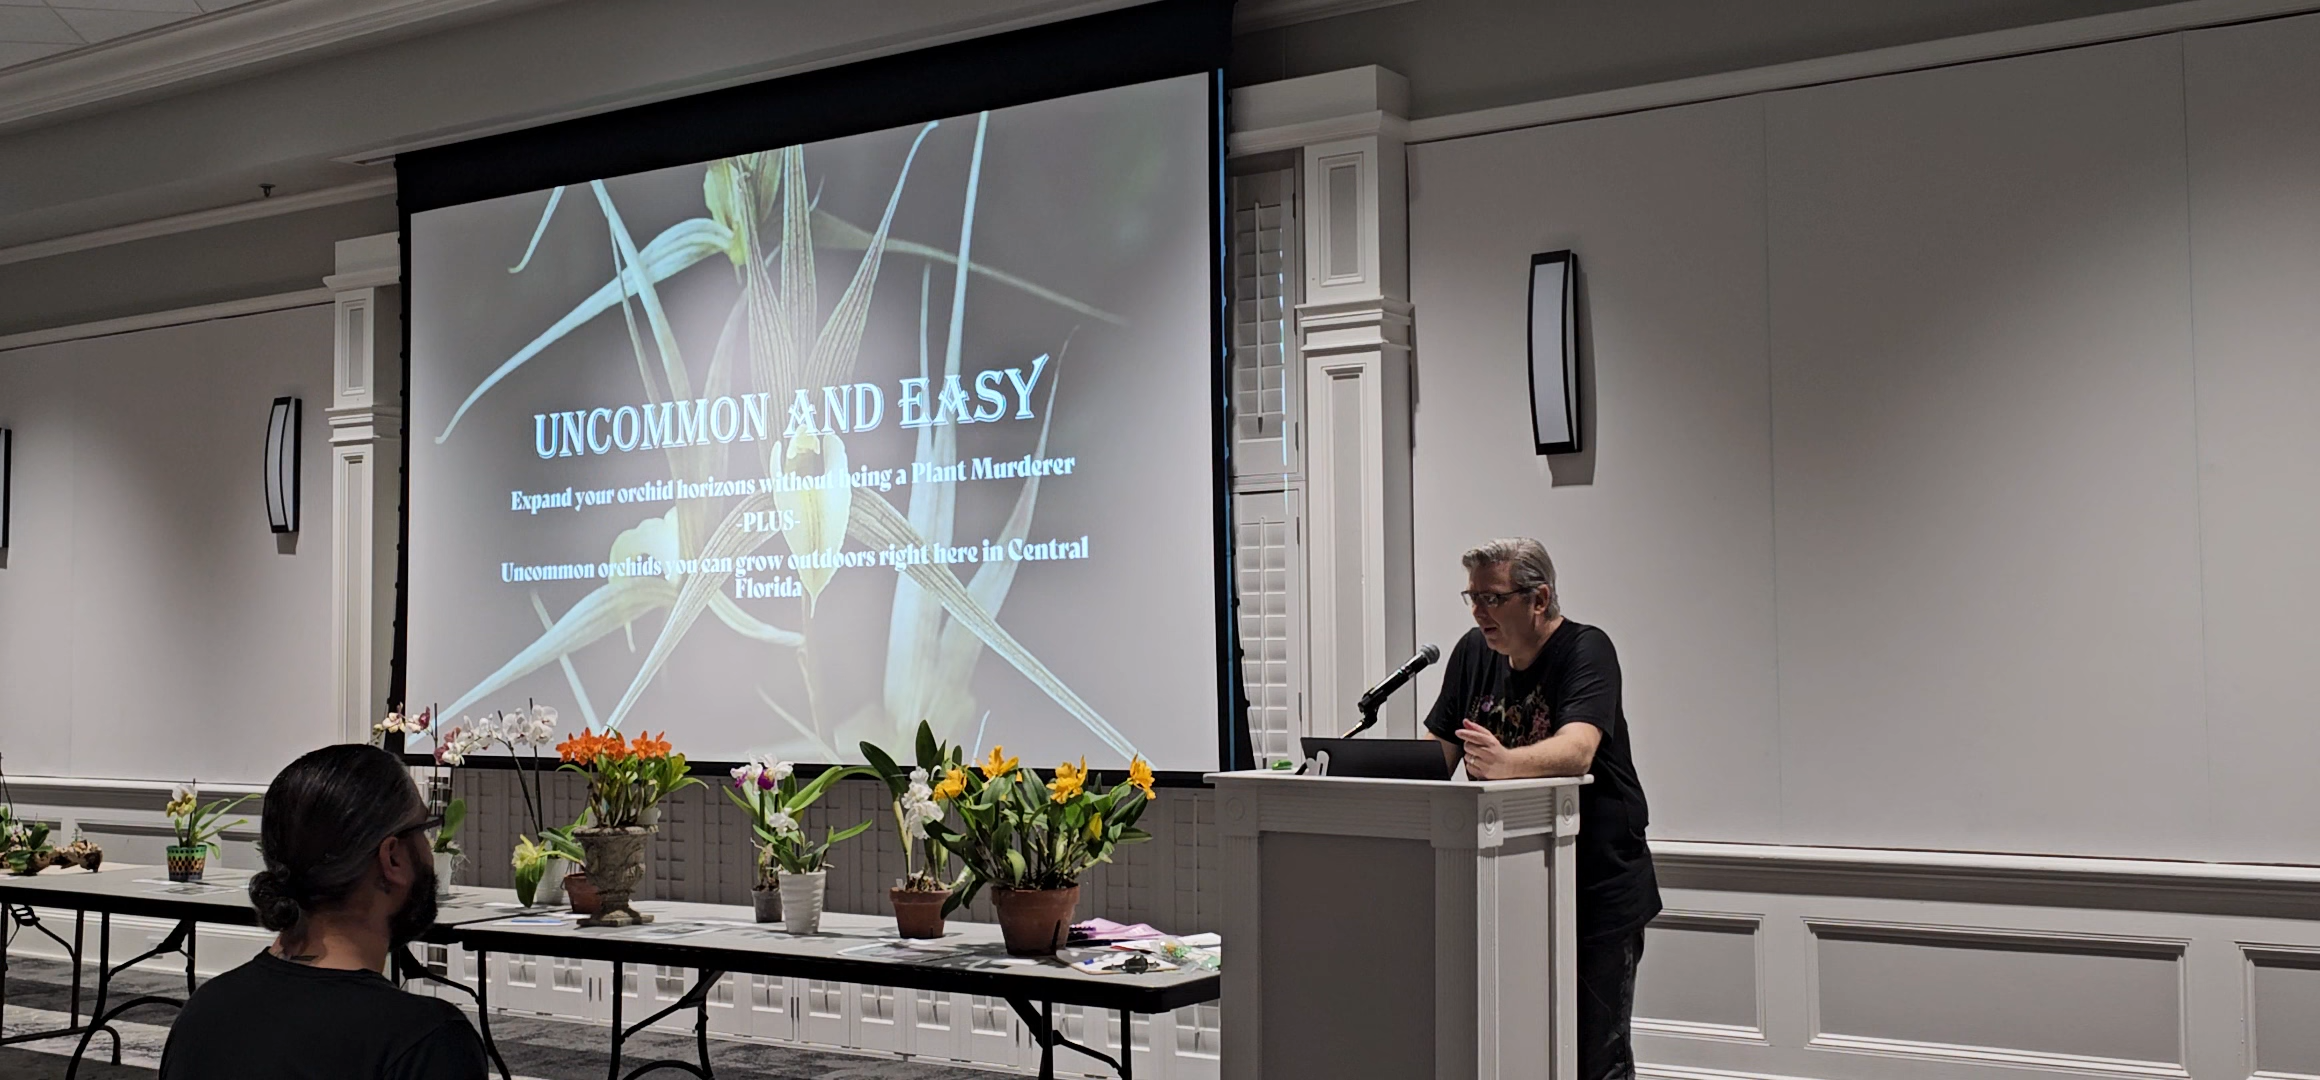 UNCOMMON AND EASY
Expand your orchid horizons without being a Plant Murderer
-PLUS-
Uncommon orchids you can grow outdoors right here in Central
Florida